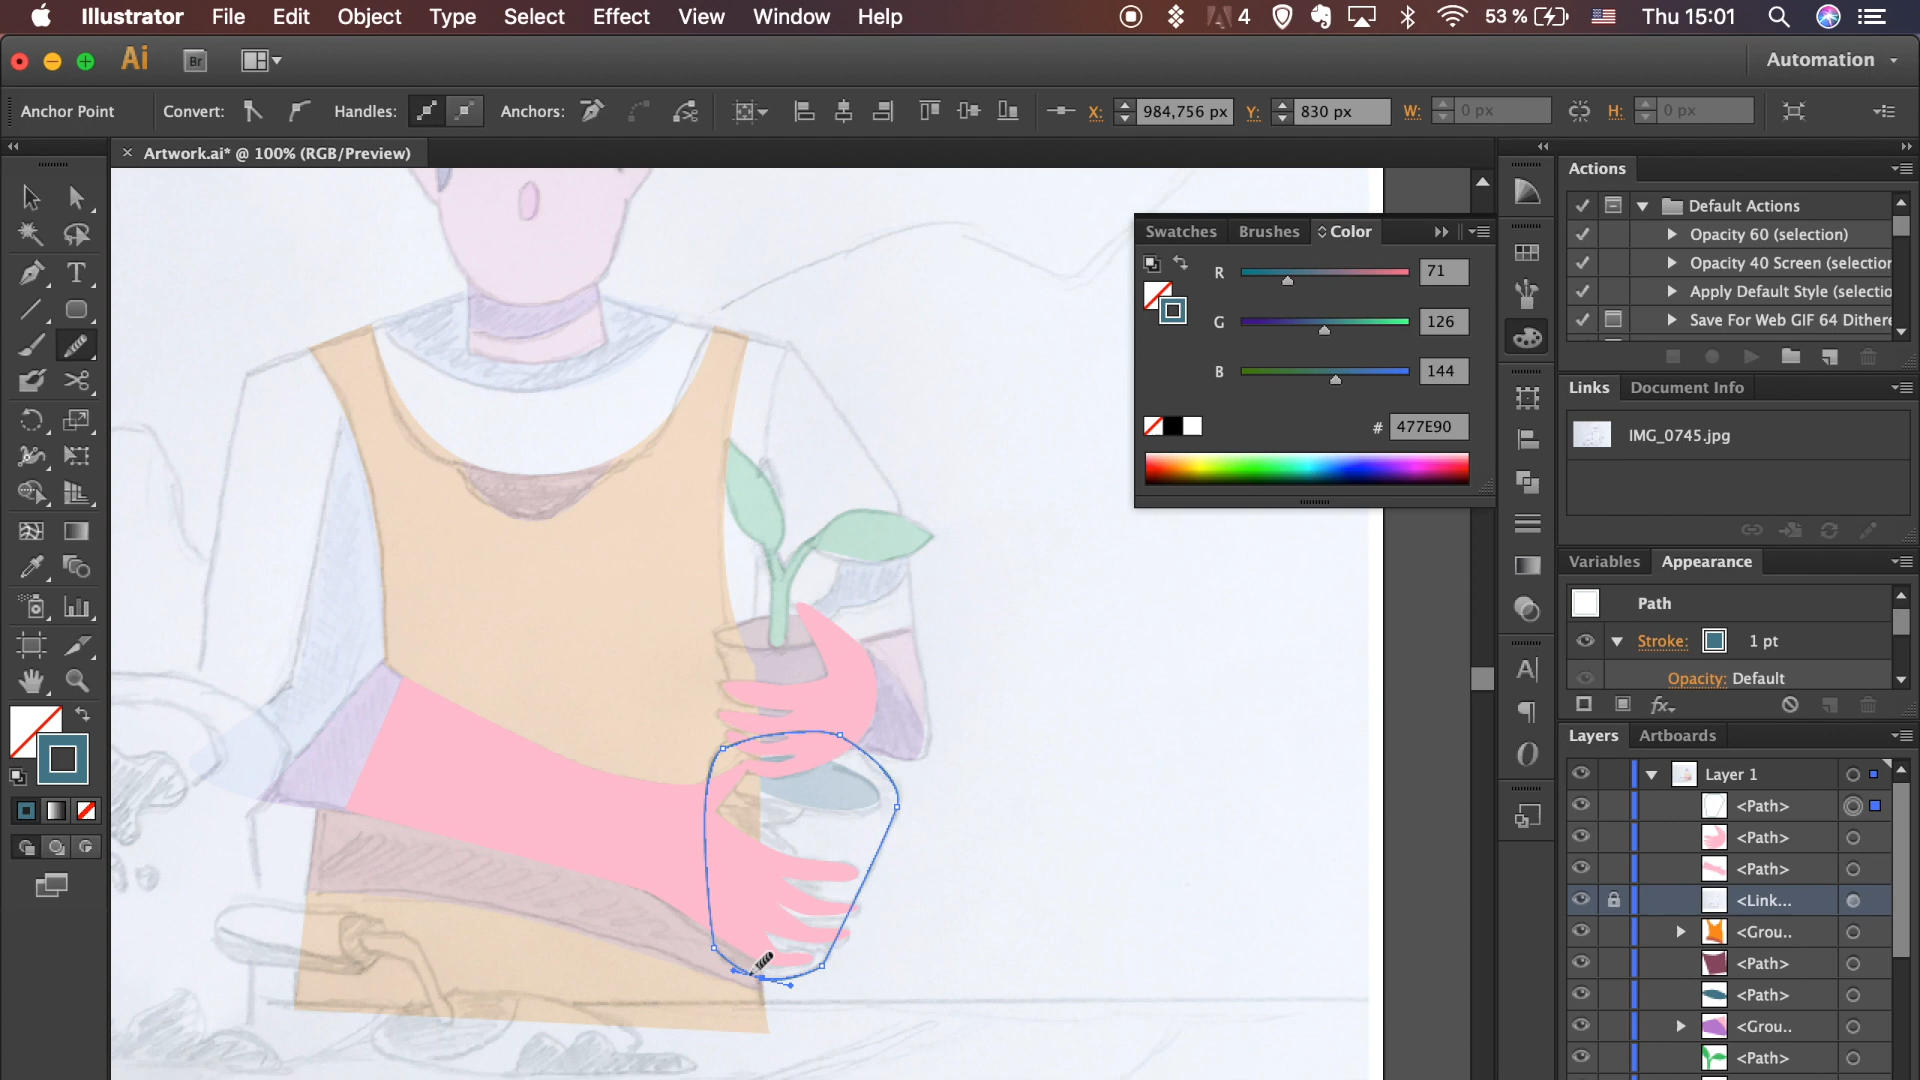 Illustrator File Edit Object Type Select Effect View Window Help 4 53 % Thu 15:01
Ai Br Automation
Anchor Point Convert: Handles: Anchors: X: 984,756 px Y: 830 px W: 0 px H: 0 px
× Artwork.ai* @ 100% (RGB/Preview)
Actions
Default Actions
Opacity 60 (selection)
Opacity 40 Screen (selection
Apply Default Style (selectio
Save For Web GIF 64 Dithere
Swatches Brushes Color
R 71
G 126
B 144
# 477E90
Links Document Info
IMG_0745.jpg
Variables Appearance
Path
Stroke: 1 pt
Opacity: Default
fx
Layers Artboards
Layer 1
<Path>
<Path>
<Path>
<Link...
<Grou..
<Path>
<Path>
<Grou..
<Path>